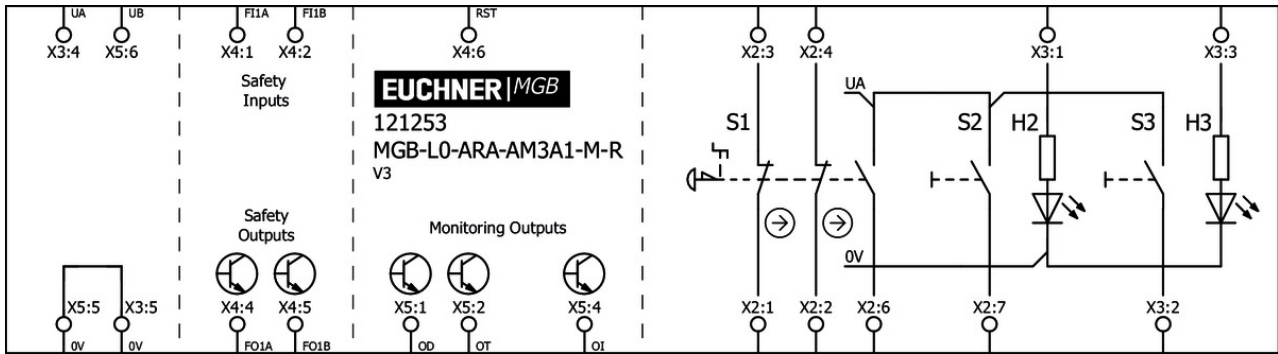 UA UB FI1A FI1B RST
X3:4 X5:6 X4:1 X4:2 X4:6 X2:3 X2:4 X3:1 X3:3
Safety
Inputs
EUCHNER|MGB
121253
MGB-L0-ARA-AM3A1-M-R
V3
UA
S1 S2 H2 S3 H3
Safety
Outputs
Monitoring Outputs
0V
X5:5 X3:5 X4:4 X4:5 X5:1 X5:2 X5:4 X2:1 X2:2 X2:6 X2:7 X3:2
0V 0V FO1A FO1B OD OT OI